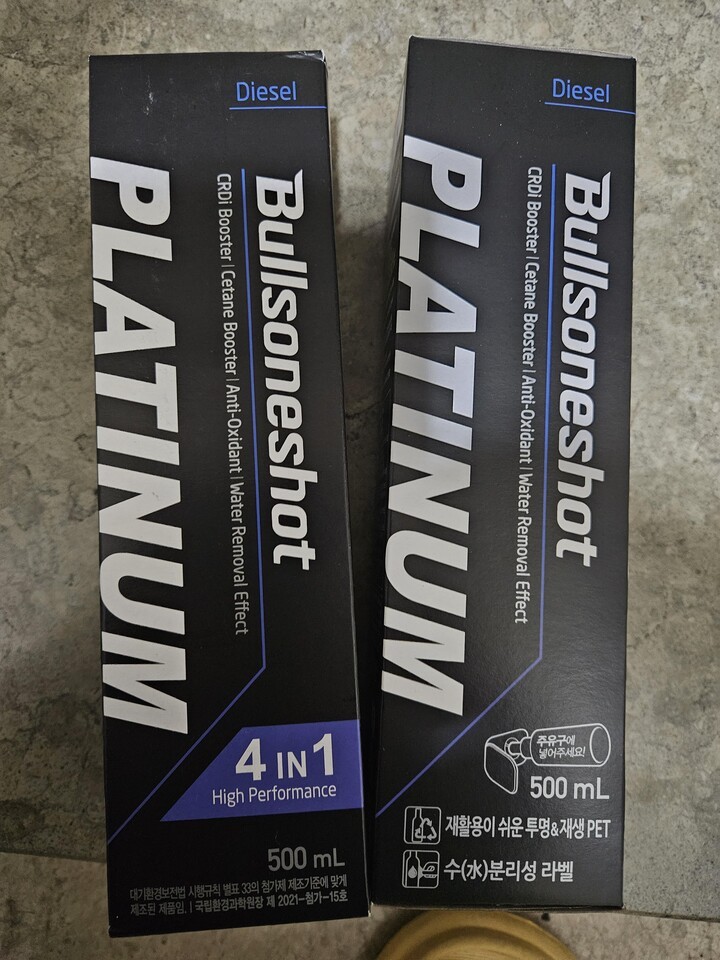 Diesel
Bullsoneshot
CRDi Booster | Cetane Booster | Anti-Oxidant | Water Removal Effect
PLATINUM
4 IN 1
High Performance
500 mL
대기환경보전법 시행규칙 별표 33의 첨가제 제조기준에 맞게
제조된 제품임. | 국립환경과학원장 제 2021-첨가-15호
Diesel
Bullsoneshot
CRDi Booster | Cetane Booster | Anti-Oxidant | Water Removal Effect
PLATINUM
주유구에
넣어주세요!
500 mL
재활용이 쉬운 투명&재생 PET
수(水)분리성 라벨